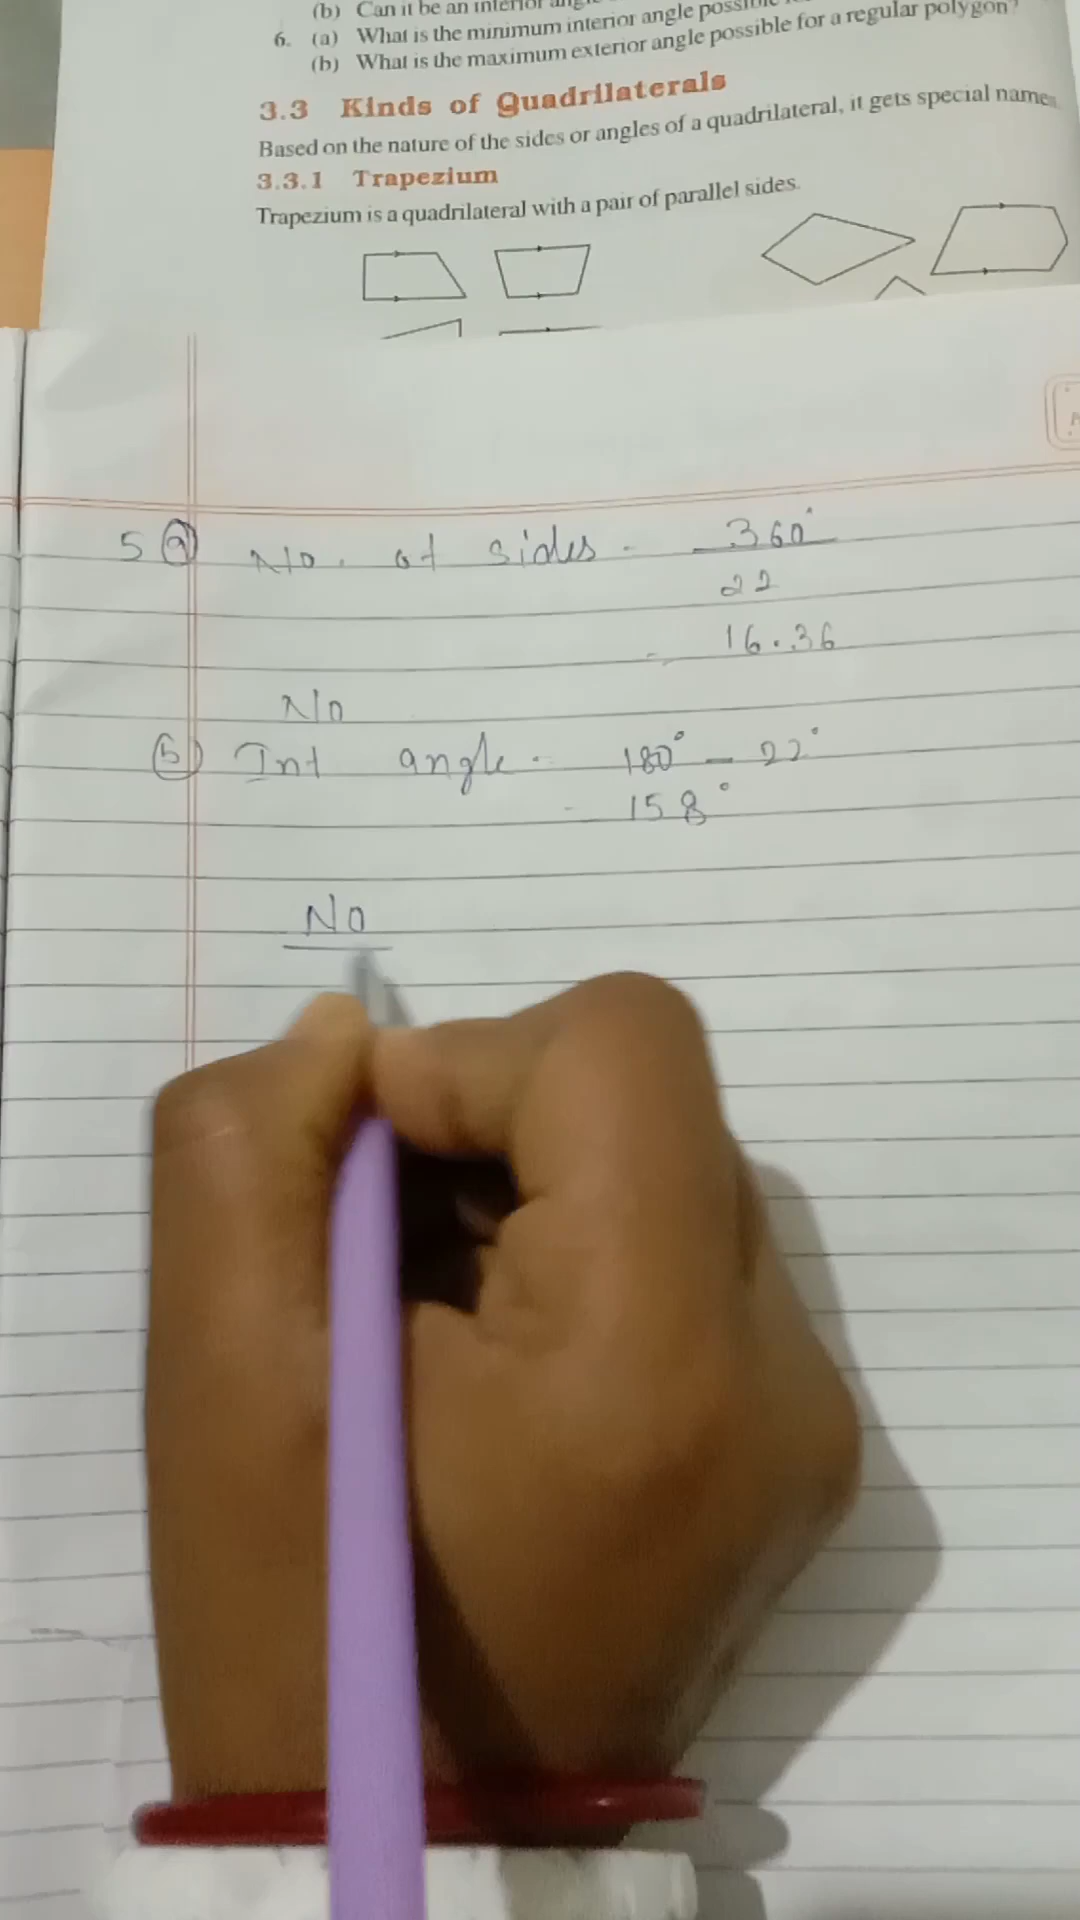 (b) Can it be an interior
6. (a) What is the minimum interior angle possible
(b) What is the maximum exterior angle possible for a regular polygon?
3.3 Kinds of Quadrilaterals
Based on the nature of the sides or angles of a quadrilateral, it gets special names
3.3.1 Trapezium
Trapezium is a quadrilateral with a pair of parallel sides.
5 (a) No. of sides - 360°
22
- 16.36
No
(b) Int angle - 180° - 22°
- 158°
No